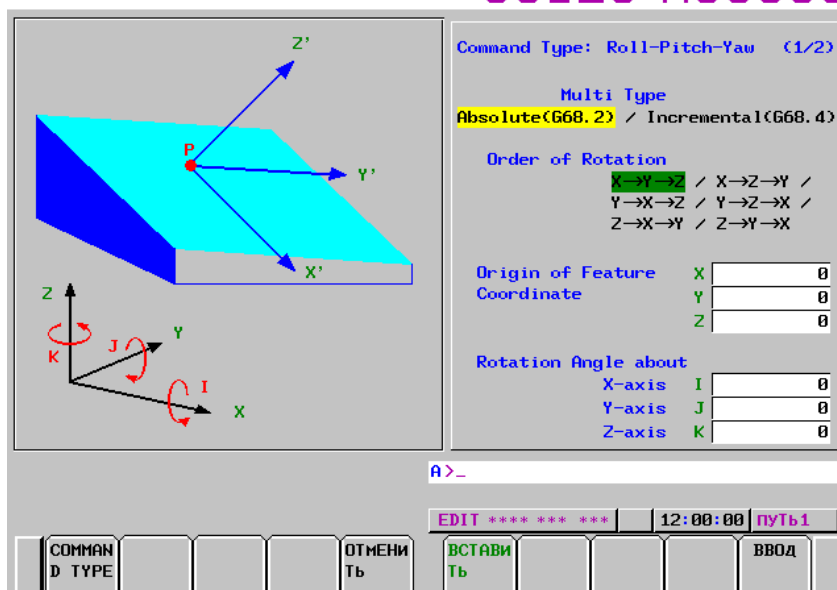 Z'
P
Y'
X'
Z
Y
J
K
I
X
Command Type: Roll-Pitch-Yaw (1/2)
Multi Type
Absolute(G68.2) / Incremental(G68.4)
Order of Rotation
X→Y→Z / X→Z→Y /
Y→X→Z / Y→Z→X /
Z→X→Y / Z→Y→X
Origin of Feature X 0
Coordinate Y 0
Z 0
Rotation Angle about
X-axis I 0
Y-axis J 0
Z-axis K 0
A>_
EDIT **** *** *** 12:00:00 ПУТЬ1
COMMAN ОТМЕНИ ВСТАВИ ВВОД
D TYPE ТЬ ТЬ